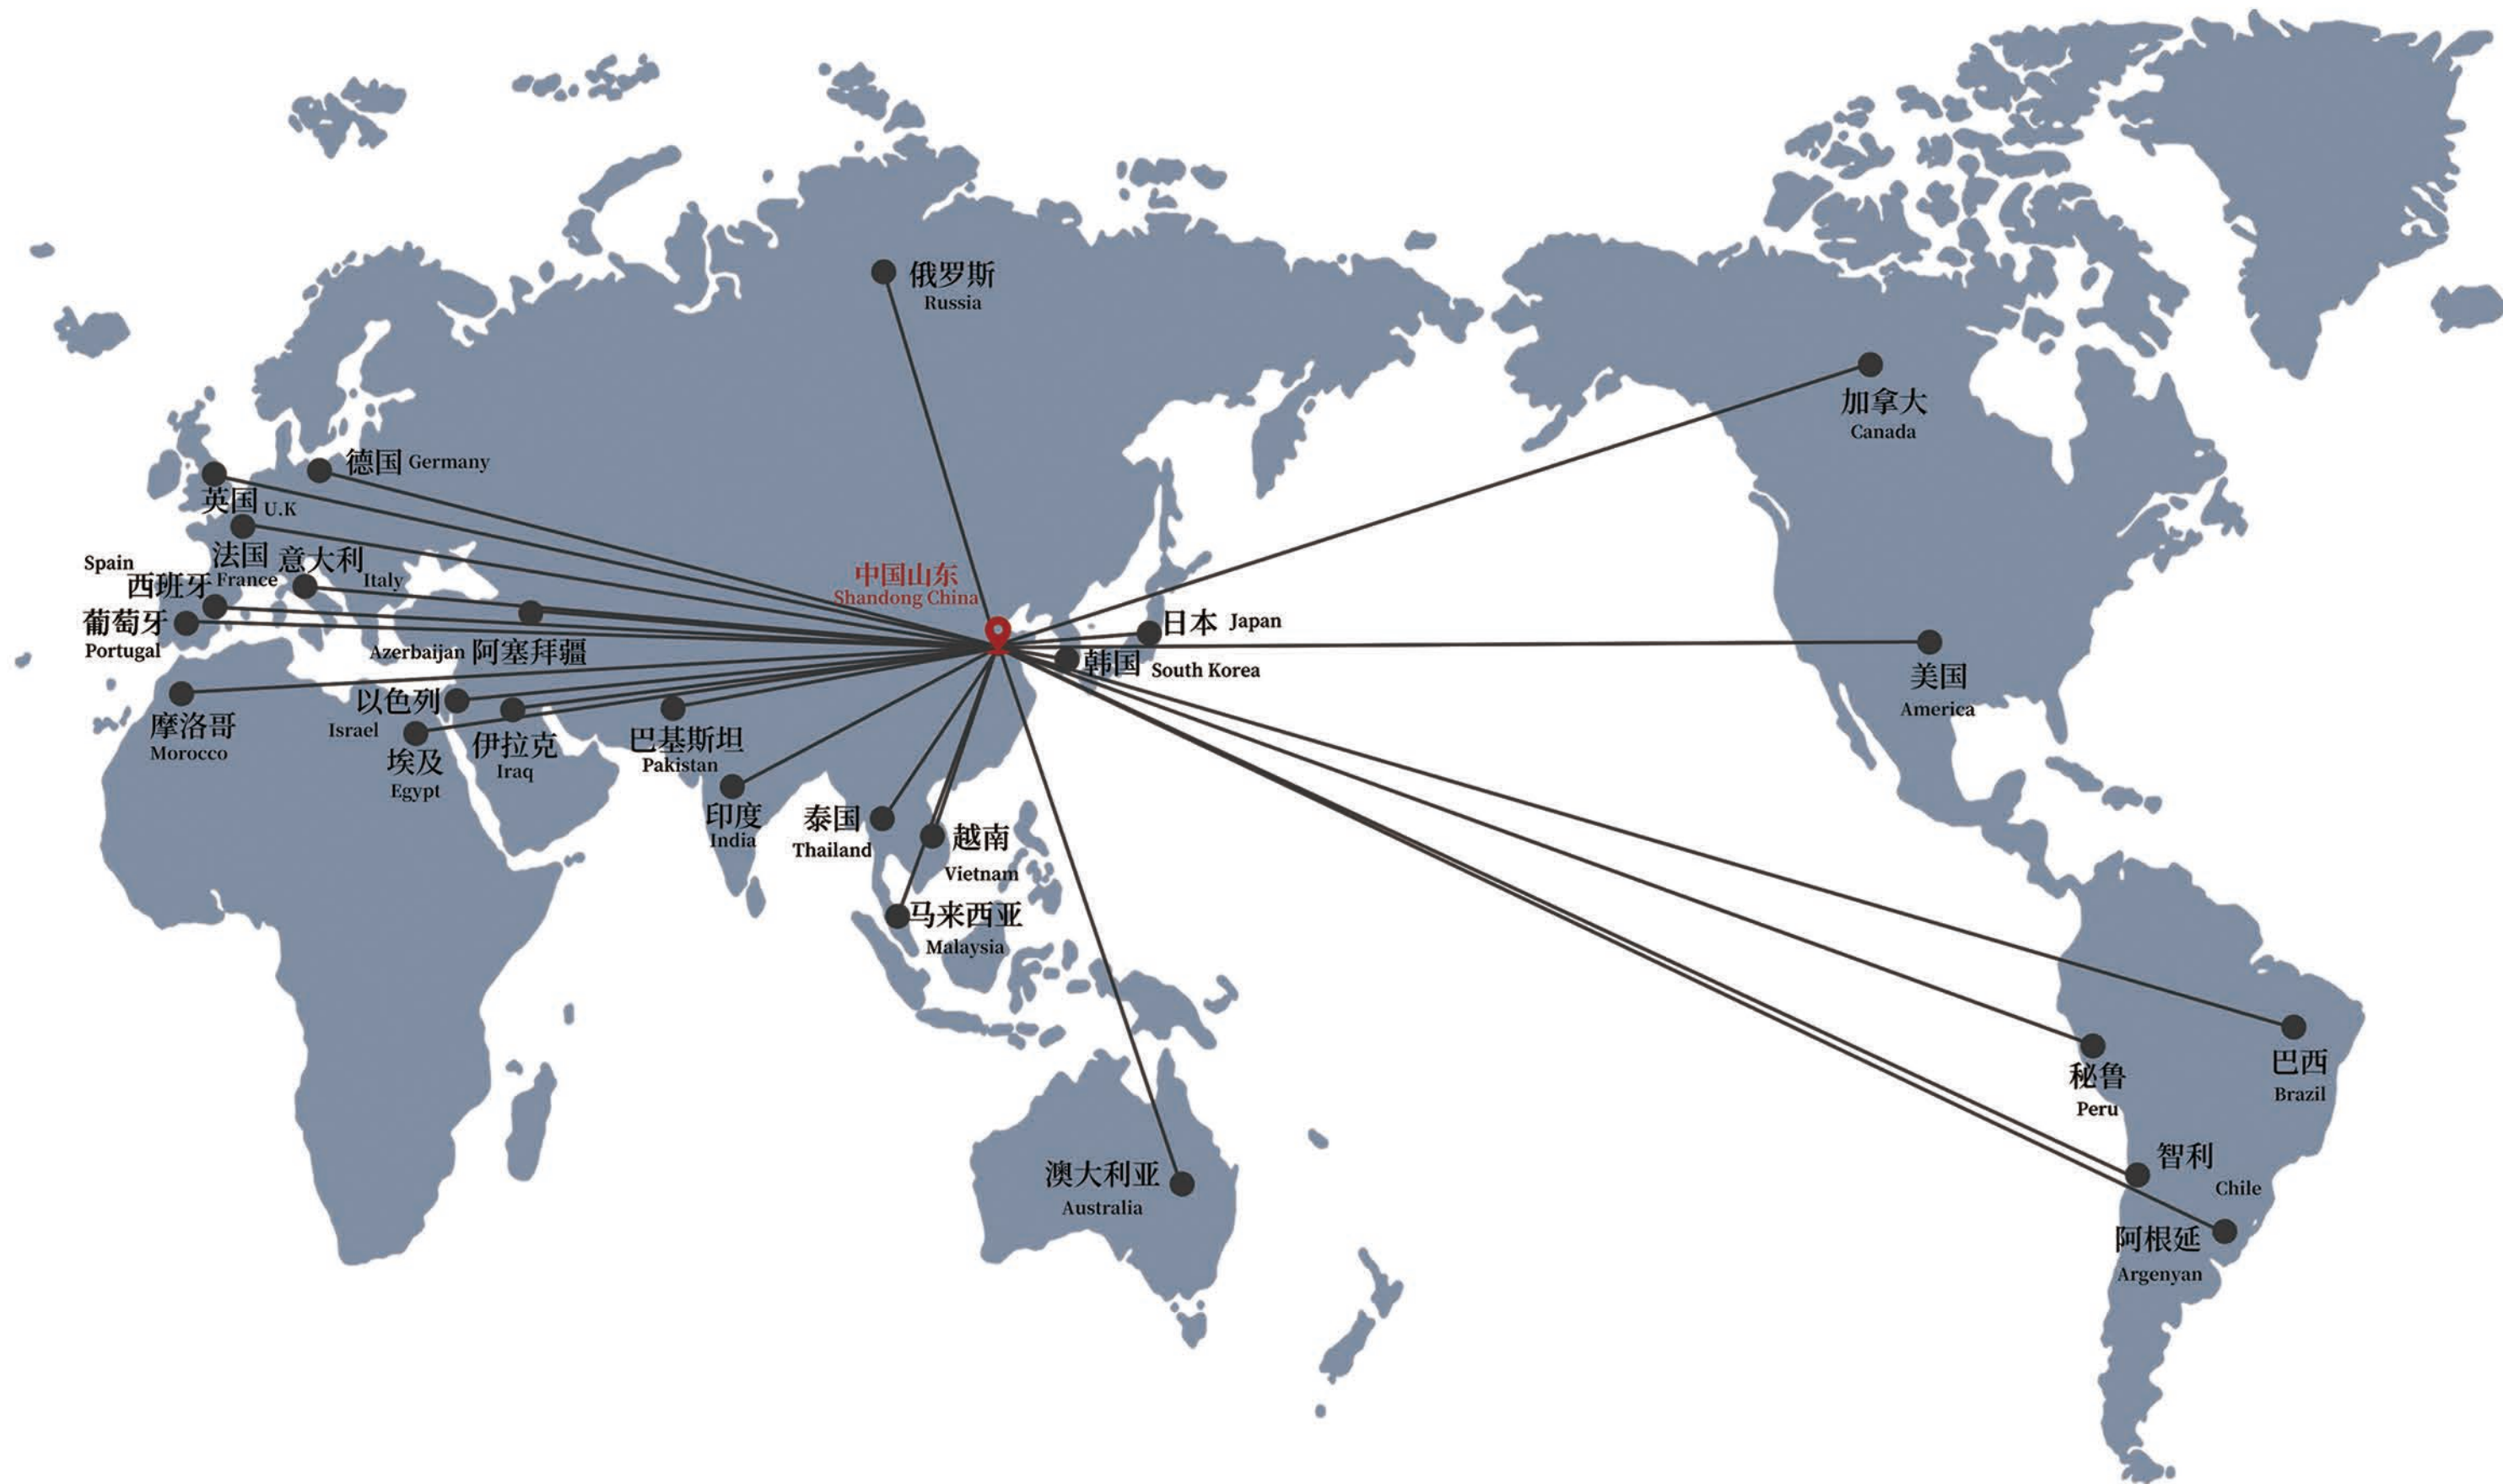 俄罗斯
Russia
加拿大
Canada
德国 Germany
英国 U.K
法国
France
意大利
Italy
Spain
西班牙
葡萄牙
Portugal
中国山东
Shandong China
日本 Japan
韩国 South Korea
Azerbaijan 阿塞拜疆
美国
America
以色列
Israel
摩洛哥
Morocco
埃及
Egypt
伊拉克
Iraq
巴基斯坦
Pakistan
印度
India
泰国
Thailand
越南
Vietnam
马来西亚
Malaysia
巴西
Brazil
秘鲁
Peru
智利
Chile
澳大利亚
Australia
阿根延
Argenyan